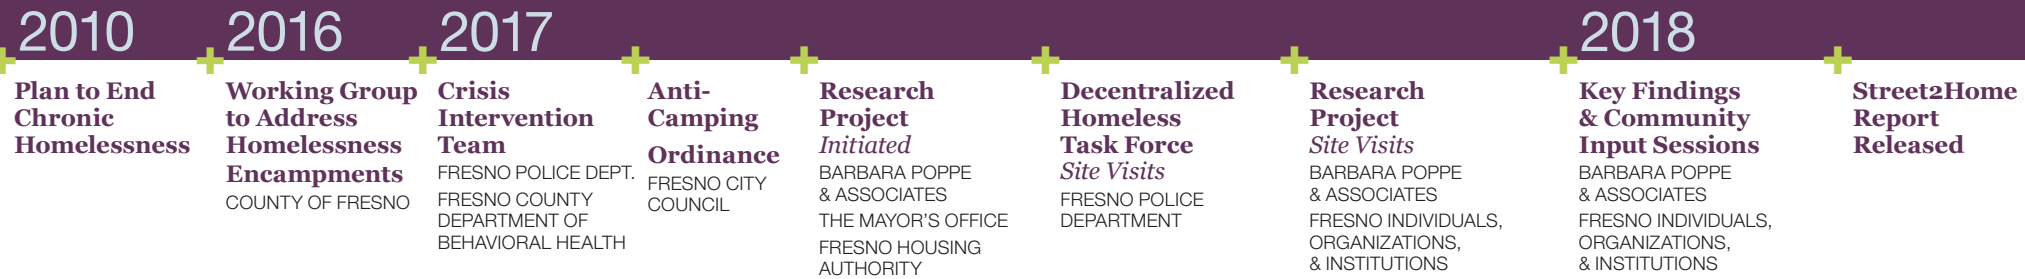 2010
Plan to End
Chronic
Homelessness
2016
Working Group
to Address
Homelessness
Encampments
COUNTY OF FRESNO
2017
Crisis
Intervention
Team
FRESNO POLICE DEPT.
FRESNO COUNTY
DEPARTMENT OF
BEHAVIORAL HEALTH
Anti-
Camping
Ordinance
FRESNO CITY
COUNCIL
Research
Project
Initiated
BARBARA POPPE
& ASSOCIATES
THE MAYOR'S OFFICE
FRESNO HOUSING
AUTHORITY
Decentralized
Homeless
Task Force
Site Visits
FRESNO POLICE
DEPARTMENT
Research
Project
Site Visits
BARBARA POPPE
& ASSOCIATES
FRESNO INDIVIDUALS,
ORGANIZATIONS,
& INSTITUTIONS
2018
Key Findings
& Community
Input Sessions
BARBARA POPPE
& ASSOCIATES
FRESNO INDIVIDUALS,
ORGANIZATIONS,
& INSTITUTIONS
Street2Home
Report
Released